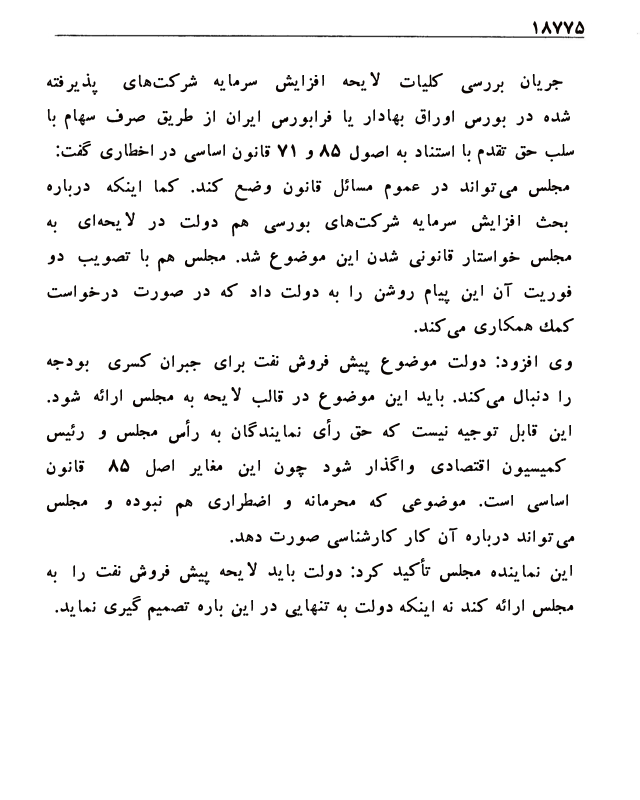 ۱۸۷۷۵
جریان بررسی کلیات لایحه افزایش سرمایه شرکت‌های پذیرفته
شده در بورس اوراق بهادار یا فرابورس ایران از طریق صرف سهام با
سلب حق تقدم با استناد به اصول ۸۵ و ۷۱ قانون اساسی در اخطاری گفت:
مجلس می‌تواند در عموم مسائل قانون وضع کند. کما اینکه درباره
بحث افزایش سرمایه شرکت‌های بورسی هم دولت در لایحه‌ای به
مجلس خواستار قانونی شدن این موضوع شد. مجلس هم با تصویب دو
فوریت آن این پیام روشن را به دولت داد که در صورت درخواست
کمك همکاری می‌کند.
وی افزود: دولت موضوع پیش فروش نفت برای جبران کسری بودجه
را دنبال می‌کند. باید این موضوع در قالب لایحه به مجلس ارائه شود.
این قابل توجیه نیست که حق رأی نمایندگان به رأس مجلس و رئیس
کمیسیون اقتصادی واگذار شود چون این مغایر اصل ۸۵ قانون
اساسی است. موضوعی که محرمانه و اضطراری هم نبوده و مجلس
می‌تواند درباره آن کار کارشناسی صورت دهد.
این نماینده مجلس تأکید کرد: دولت باید لایحه پیش فروش نفت را به
مجلس ارائه کند نه اینکه دولت به تنهایی در این باره تصمیم گیری نماید.